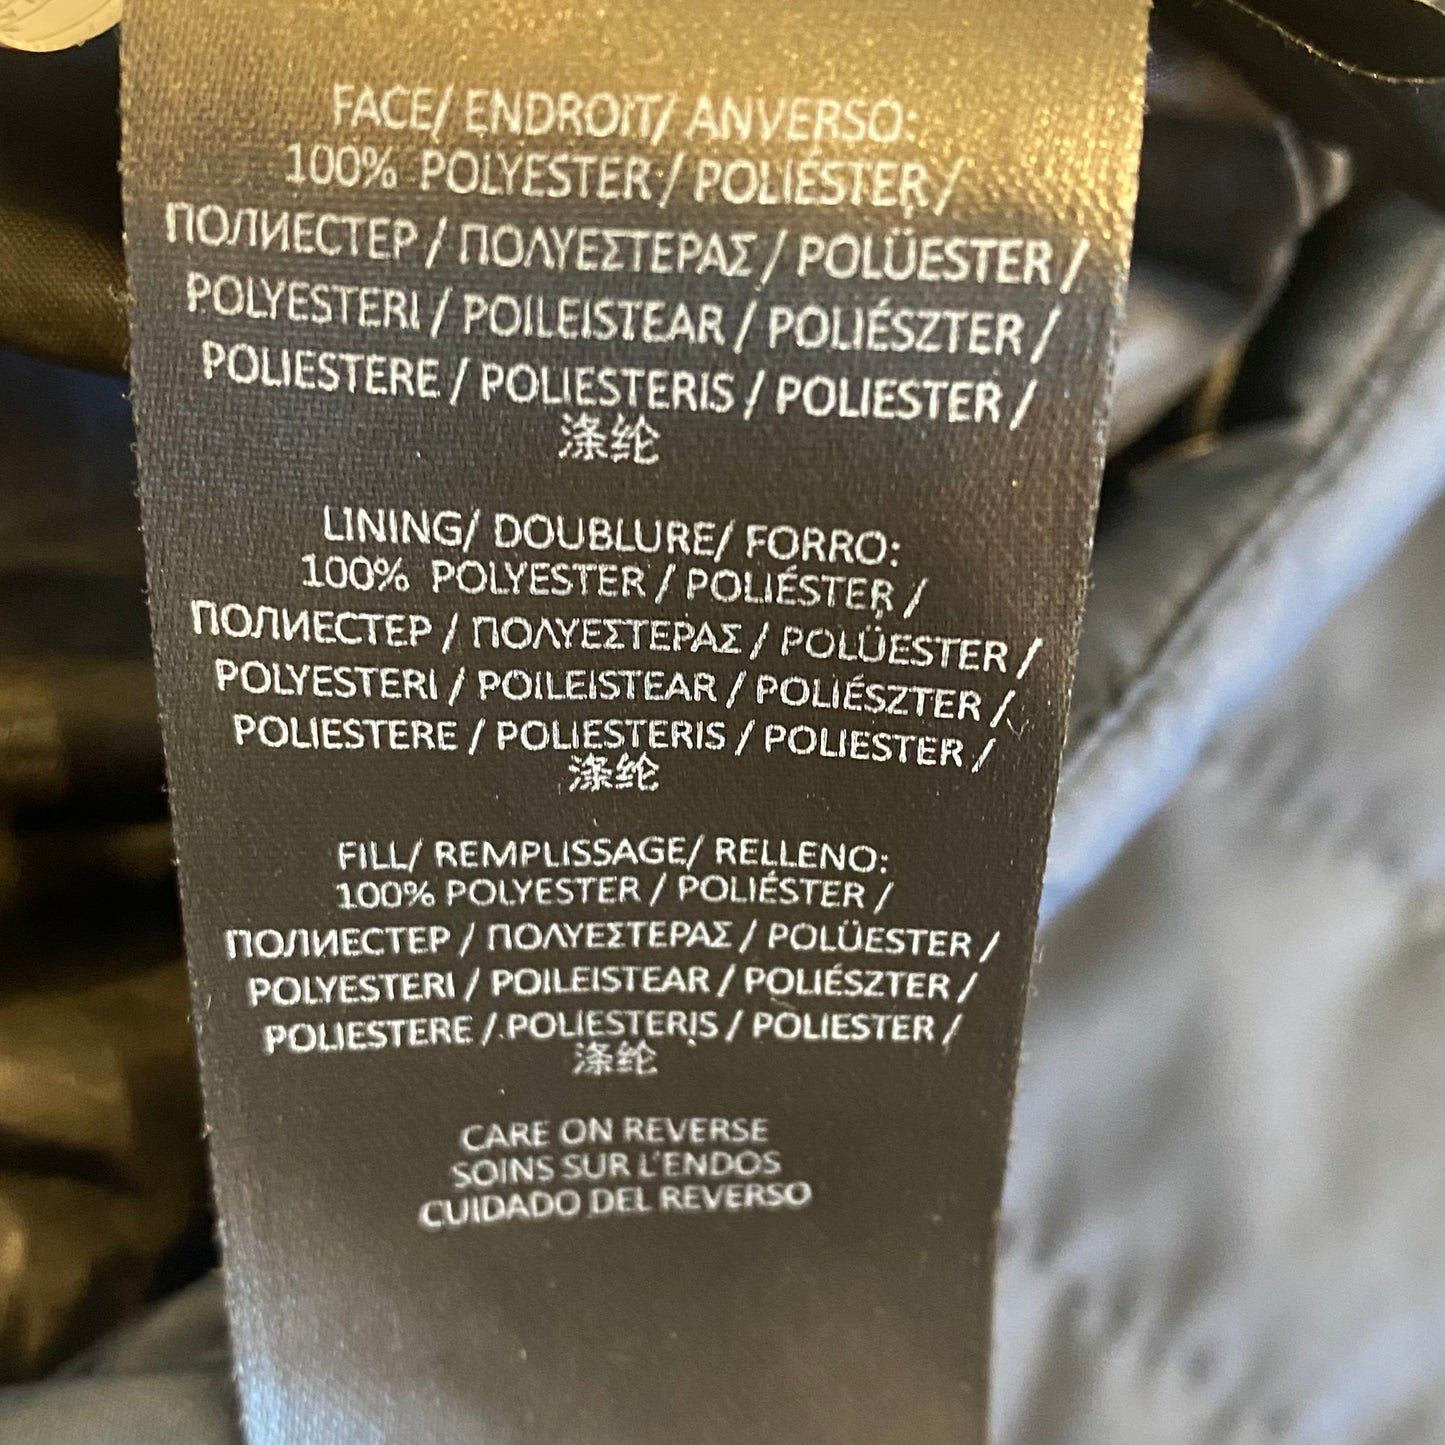 FACE/ ENDROIT/ ANVERSO:
100% POLYESTER / POLIÉSTER /
ПОЛИЕСТЕР / ΠΟΛΥΕΣΤΕΡΑΣ / POLÜESTER /
POLYESTERI / POILEISTEAR / POLIÉSZTER /
POLIESTERE / POLIESTERIS / POLIESTER /
涤纶
LINING/ DOUBLURE/ FORRO:
100% POLYESTER / POLIÉSTER /
ПОЛИЕСТЕР / ΠΟΛΥΕΣΤΕΡΑΣ / POLÜESTER /
POLYESTERI / POILEISTEAR / POLIÉSZTER /
POLIESTERE / POLIESTERIS / POLIESTER /
涤纶
FILL/ REMPLISSAGE/ RELLENO:
100% POLYESTER / POLIÉSTER /
ПОЛИЕСТЕР / ΠΟΛΥΕΣΤΕΡΑΣ / POLÜESTER /
POLYESTERI / POILEISTEAR / POLIÉSZTER /
POLIESTERE / POLIESTERIS / POLIESTER /
涤纶
CARE ON REVERSE
SOINS SUR L'ENDOS
CUIDADO DEL REVERSO